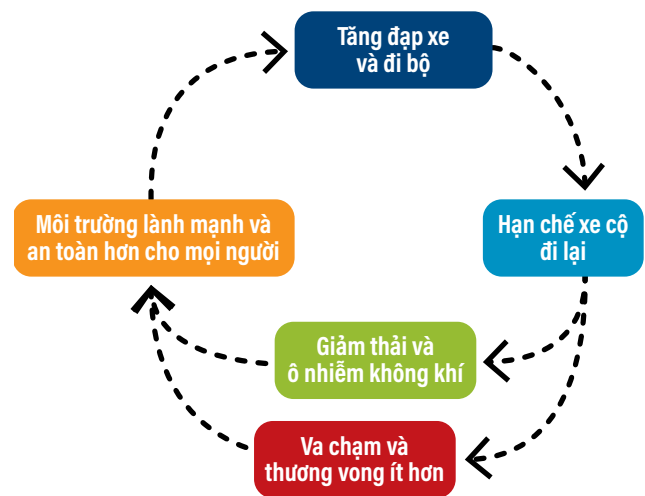 Tăng đạp xe
và đi bộ
Môi trường lành mạnh và
an toàn hơn cho mọi người
Hạn chế xe cộ
đi lại
Giảm thải và
ô nhiễm không khí
Va chạm và
thương vong ít hơn